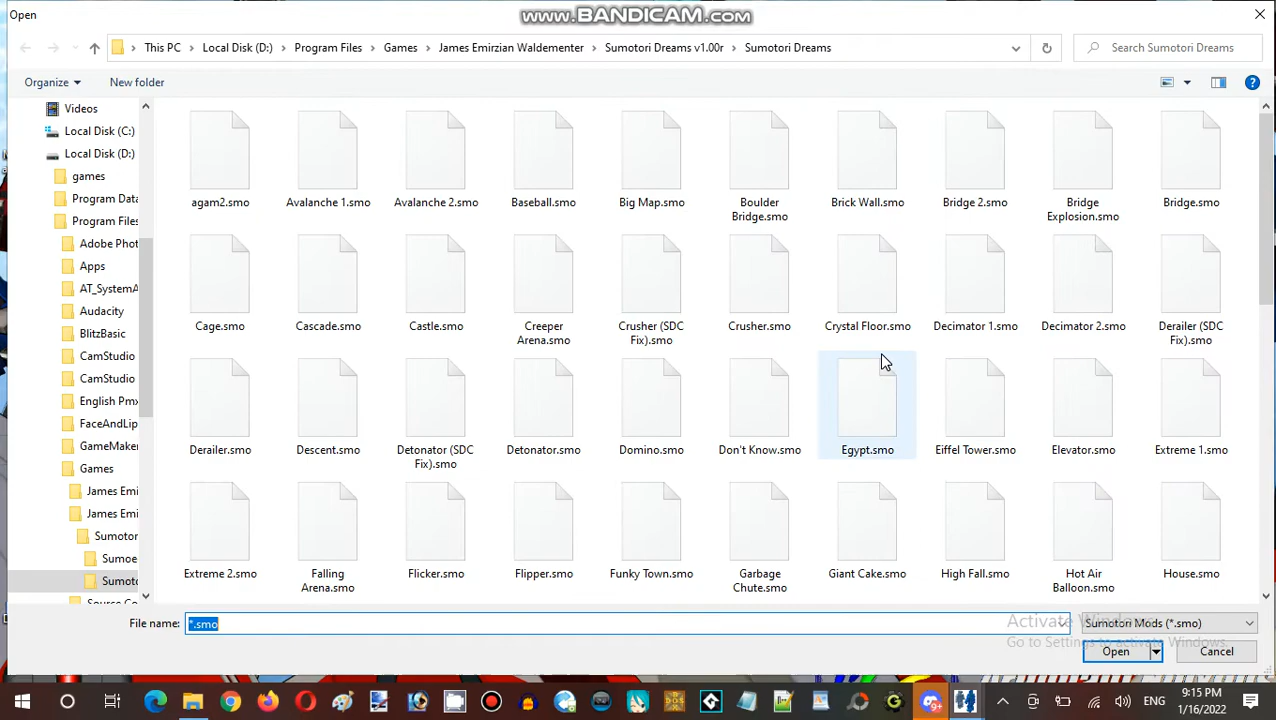 Open
www.BANDICAM.com
This PC
Local Disk (D:)
Program Files
Games
James Emirzian Waldementer
Sumotori Dreams v1.00r
Sumotori Dreams
Search Sumotori Dreams
Organize
New folder
Videos
Local Disk (C:)
Local Disk (D:)
games
Program Data
Program Files
Adobe Phot
Apps
AT_SystemA
Audacity
BlitzBasic
CamStudio
CamStudio
English Pmx
FaceAndLip
GameMaker
Games
James Emi
James Emi
Sumotor
Sumoe
Sumoto
agam2.smo
Avalanche 1.smo
Avalanche 2.smo
Baseball.smo
Big Map.smo
Boulder
Bridge.smo
Brick Wall.smo
Bridge 2.smo
Bridge
Explosion.smo
Bridge.smo
Cage.smo
Cascade.smo
Castle.smo
Creeper
Arena.smo
Crusher (SDC
Fix).smo
Crusher.smo
Crystal Floor.smo
Decimator 1.smo
Decimator 2.smo
Derailer (SDC
Fix).smo
Derailer.smo
Descent.smo
Detonator (SDC
Fix).smo
Detonator.smo
Domino.smo
Don't Know.smo
Egypt.smo
Eiffel Tower.smo
Elevator.smo
Extreme 1.smo
Extreme 2.smo
Falling
Arena.smo
Flicker.smo
Flipper.smo
Funky Town.smo
Garbage
Chute.smo
Giant Cake.smo
High Fall.smo
Hot Air
Balloon.smo
House.smo
File name:
*.smo
Sumotori Mods (*.smo)
Activate Windows
Go to Settings to activate Windows.
Open
Cancel
ENG
9:15 PM
1/16/2022